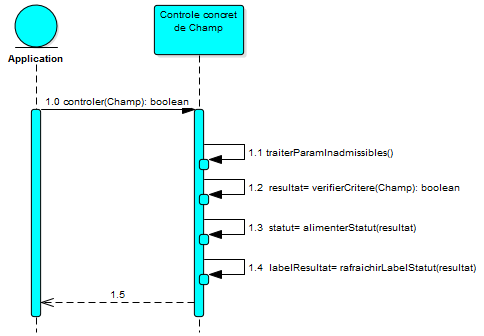 Controle concret
de Champ
Application
1.0 controler(Champ): boolean
1.1 traiterParamInadmissibles()
1.2 resultat= verifierCritere(Champ): boolean
1.3 statut= alimenterStatut(resultat)
1.4 labelResultat= rafraichirLabelStatut(resultat)
1.5